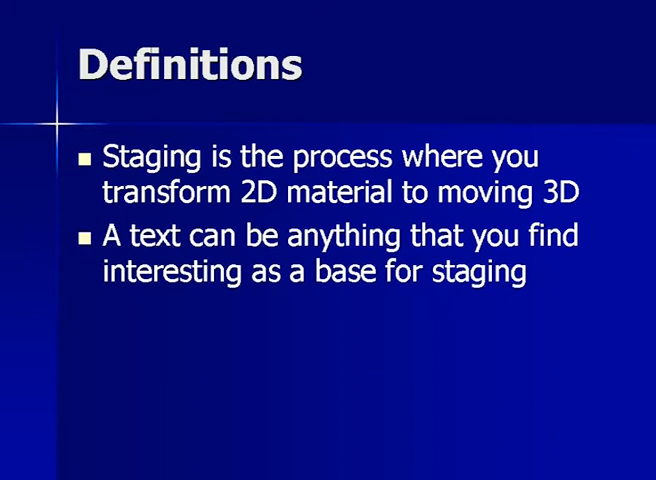 Definitions
Staging is the process where you
transform 2D material to moving 3D
A text can be anything that you find
interesting as a base for staging